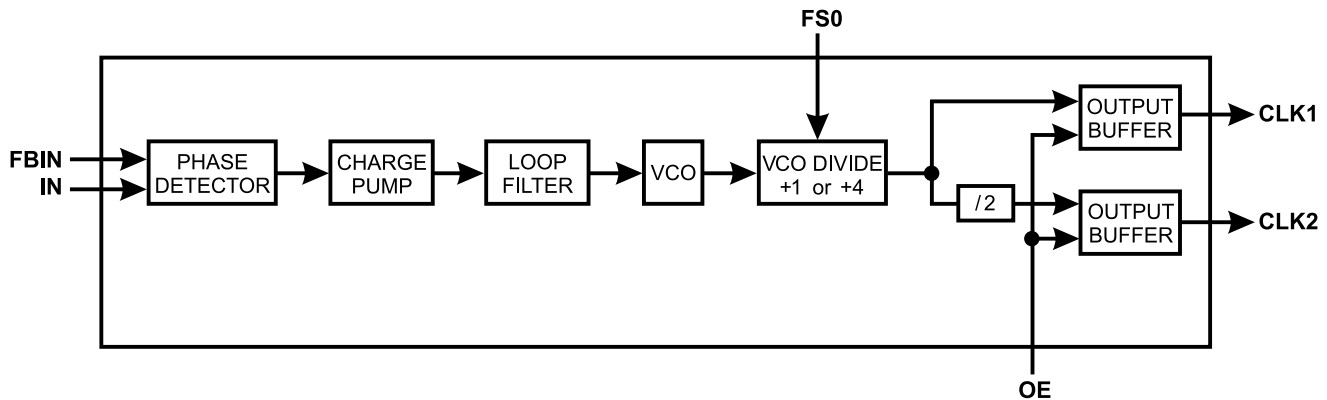 FS0
FBIN
IN
PHASE
DETECTOR
CHARGE
PUMP
LOOP
FILTER
VCO
VCO DIVIDE
+1 or +4
/2
OUTPUT
BUFFER
CLK1
OUTPUT
BUFFER
CLK2
OE